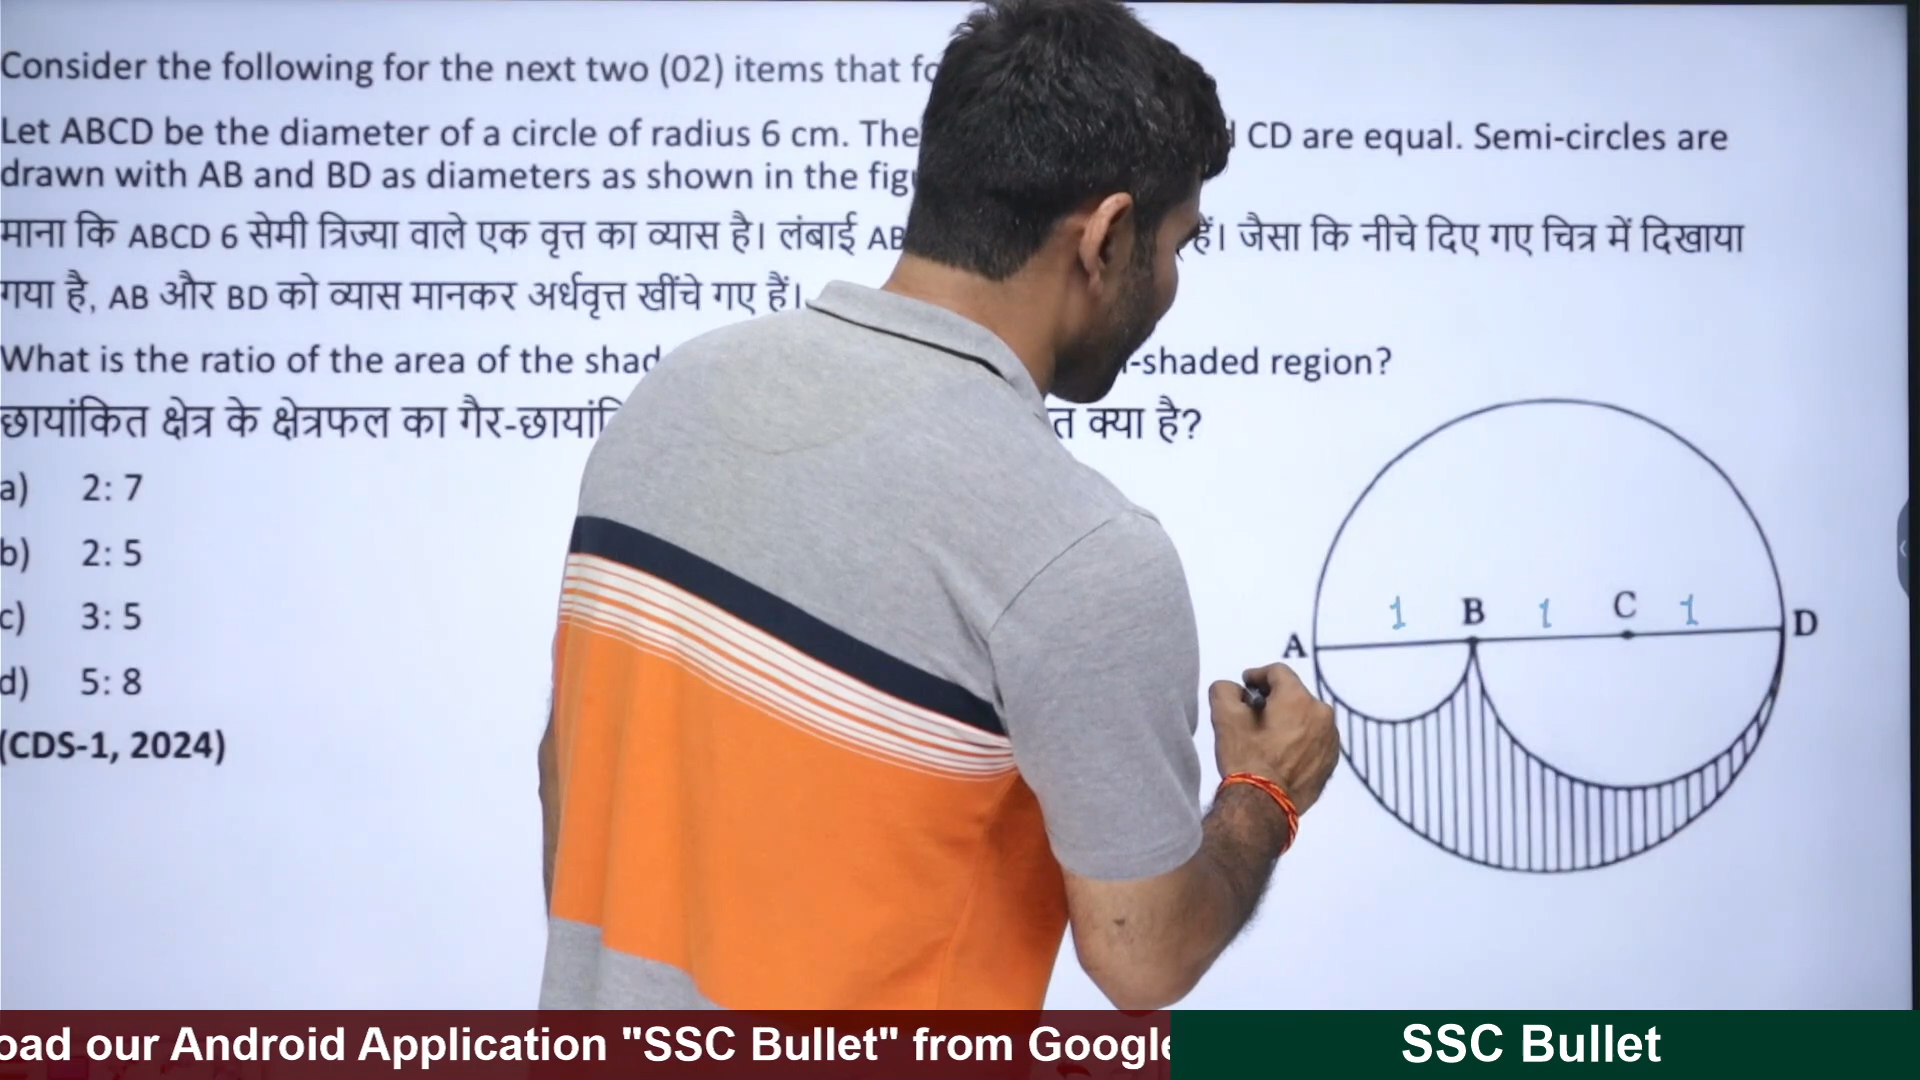 Consider the following for the next two (02) items that
Let ABCD be the diameter of a circle of radius 6 cm. The CD are equal. Semi-circles are
drawn with AB and BD as diameters as shown in the
माना कि ABCD 6 सेमी त्रिज्या वाले एक वृत्त का व्यास है। लंबाई AB हैं। जैसा कि नीचे दिए गए चित्र में दिखाया
गया है, AB और BD को व्यास मानकर अर्धवृत्त खींचे गए हैं।
What is the ratio of the area of the -shaded region?
छायांकित क्षेत्र के क्षेत्रफल का क्या है?
a) 2: 7
b) 2: 5
c) 3: 5
d) 5: 8
(CDS-1, 2024)
1 B 1 C 1 D
A
oad our Android Application "SSC Bullet" from Google
SSC Bullet